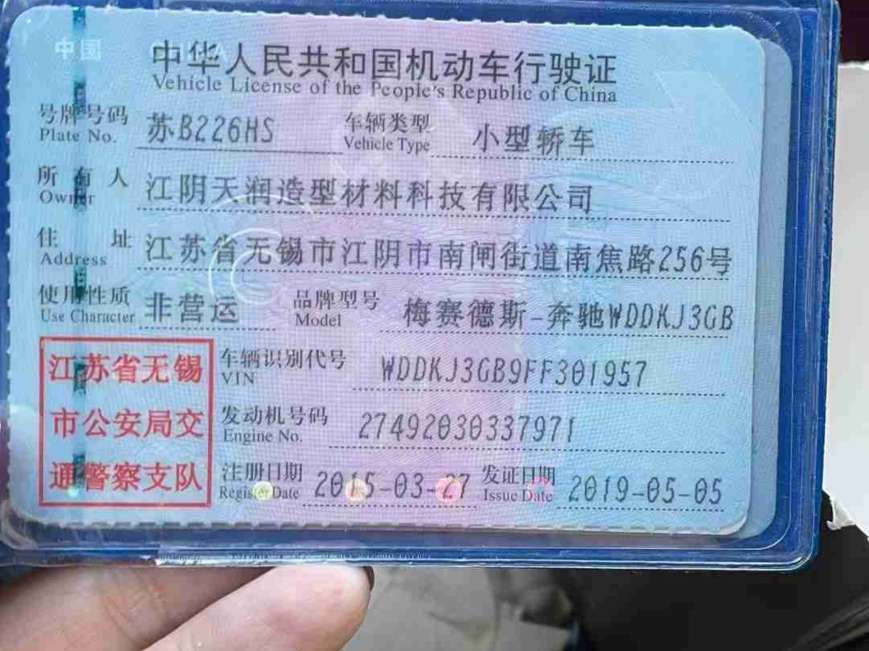 中国
中华人民共和国机动车行驶证
Vehicle License of the People's Republic of China
号牌号码 苏B226HS 车辆类型 小型轿车
Plate No. Vehicle Type
所有人 江阴天润造型材料科技有限公司
Owner
住址 江苏省无锡市江阴市南闸街道南焦路256号
Address
使用性质 非营运 品牌型号 梅赛德斯-奔驰WDDKJ3GB
Use Character Model
江苏省无锡 车辆识别代号 WDDKJ3GB9FF301957
VIN
市公安局交 发动机号码 27492030337971
Engine No.
通警察支队 注册日期 2015-03-27 发证日期 2019-05-05
Register Date Issue Date